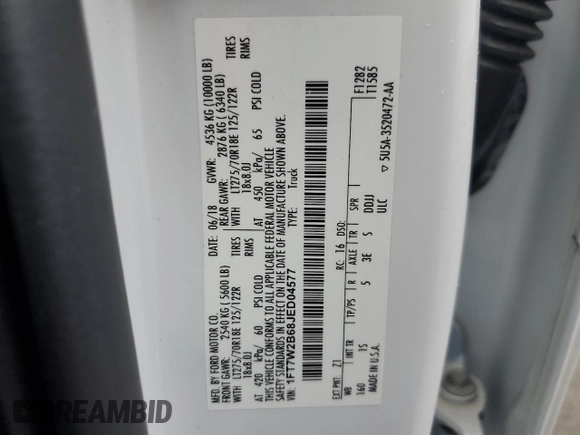 MFD. BY FORD MOTOR CO.
DATE: 06/18 GVWR: 4536 KG (10000 LB)
FRONT GAWR: 2540 KG (5600 LB) REAR GAWR: 2876 KG (6340 LB)
LT275/70R18E 125/122R TIRES WITH LT275/70R18E 125/122R TIRES
18x8.0J RIMS 18x8.0J RIMS
AT 420 kPa/ 60 PSI COLD AT 450 kPa/ 65 PSI COLD
THIS VEHICLE CONFORMS TO ALL APPLICABLE FEDERAL MOTOR VEHICLE
SAFETY STANDARDS IN EFFECT ON THE DATE OF MANUFACTURE SHOWN ABOVE.
VIN: 1FT7W2B68JED04577
TYPE: Truck
F1282
T1585
EXT PNT: Z1 RC: 16 DSO:
WB INT TR TP/PS R AXLE TR SPR
160 15 5 3E 5 DDJJ
ULC
MADE IN U.S.A.
5U5A-3520472-AA
DREAMBID